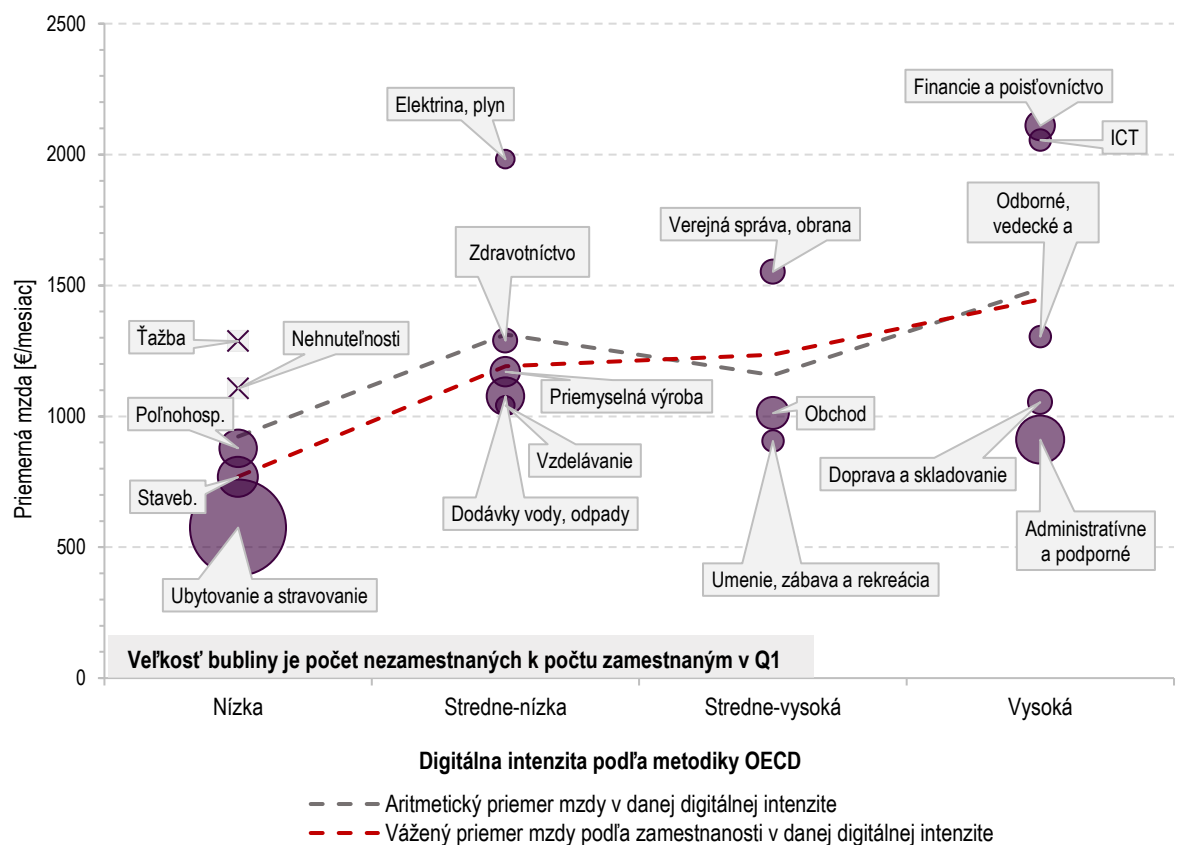 2500
2000
1500
1000
500
0
Priemerná mzda [€/mesiac]
Elektrina, plyn
Financie a poisťovníctvo
ICT
Odborné,
vedecké a
Verejná správa, obrana
Zdravotníctvo
Ťažba
Nehnuteľnosti
Poľnohosp.
Priemyselná výroba
Obchod
Staveb.
Vzdelávanie
Doprava a skladovanie
Dodávky vody, odpady
Administratívne
a podporné
Ubytovanie a stravovanie
Umenie, zábava a rekreácia
Veľkosť bubliny je počet nezamestnaných k počtu zamestnaným v Q1
Nízka
Stredne-nízka
Stredne-vysoká
Vysoká
Digitálna intenzita podľa metodiky OECD
Aritmetický priemer mzdy v danej digitálnej intenzite
Vážený priemer mzdy podľa zamestnanosti v danej digitálnej intenzite